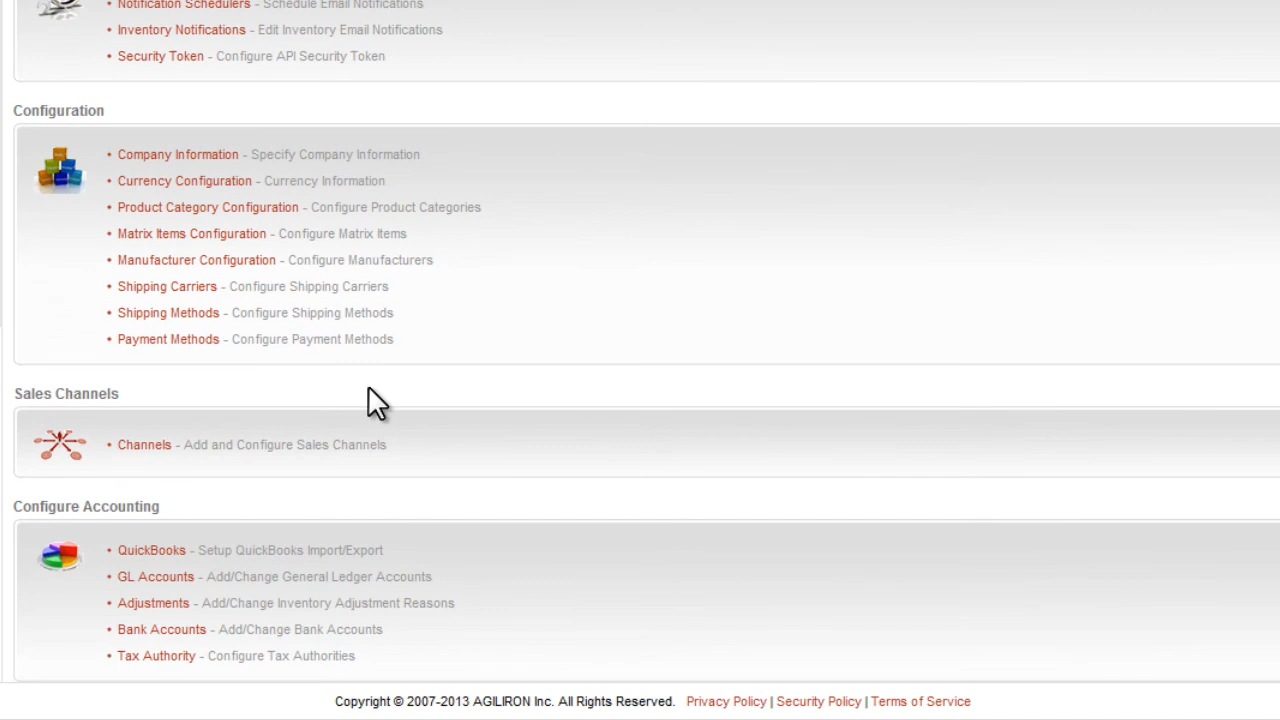 • Notification Schedulers - Schedule Email Notifications
• Inventory Notifications - Edit Inventory Email Notifications
• Security Token - Configure API Security Token
Configuration
• Company Information - Specify Company Information
• Currency Configuration - Currency Information
• Product Category Configuration - Configure Product Categories
• Matrix Items Configuration - Configure Matrix Items
• Manufacturer Configuration - Configure Manufacturers
• Shipping Carriers - Configure Shipping Carriers
• Shipping Methods - Configure Shipping Methods
• Payment Methods - Configure Payment Methods
Sales Channels
• Channels - Add and Configure Sales Channels
Configure Accounting
• QuickBooks - Setup QuickBooks Import/Export
• GL Accounts - Add/Change General Ledger Accounts
• Adjustments - Add/Change Inventory Adjustment Reasons
• Bank Accounts - Add/Change Bank Accounts
• Tax Authority - Configure Tax Authorities
Copyright © 2007-2013 AGILIRON Inc. All Rights Reserved. Privacy Policy | Security Policy | Terms of Service